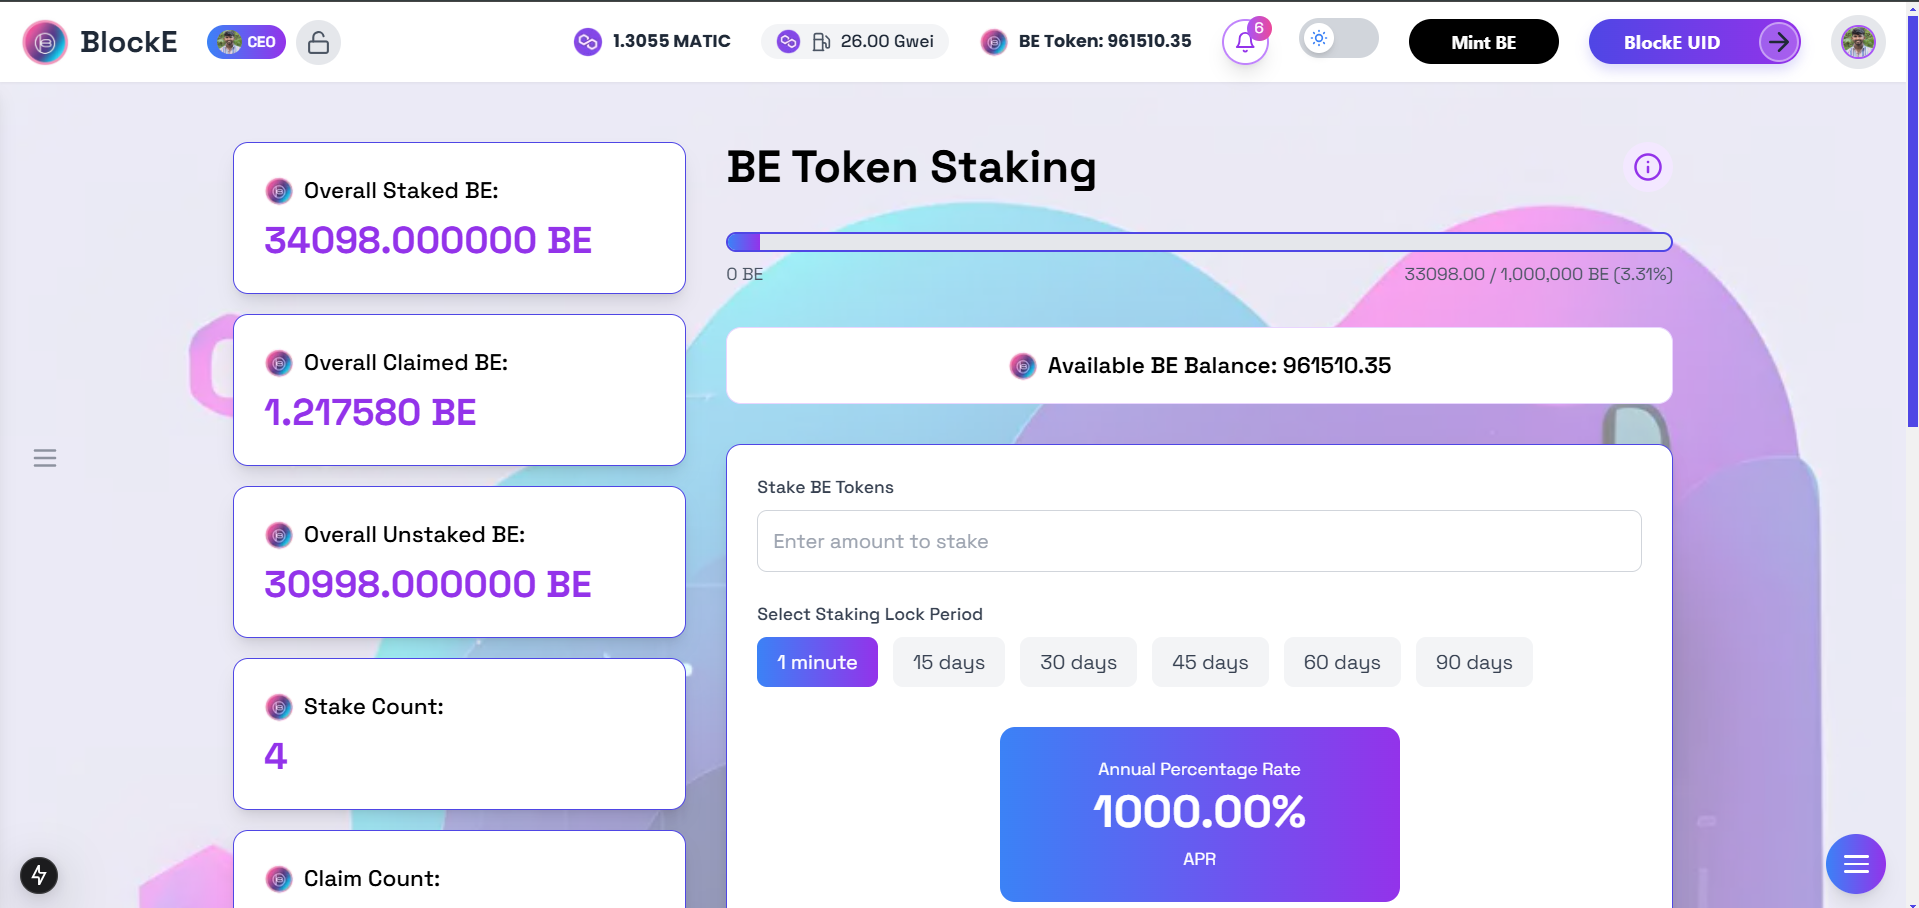 BlockE
CEO
1.3055 MATIC
26.00 Gwei
BE Token: 961510.35
6
Mint BE
BlockE UID
Overall Staked BE:
34098.000000 BE
Overall Claimed BE:
1.217580 BE
Overall Unstaked BE:
30998.000000 BE
Stake Count:
4
Claim Count:
BE Token Staking
0 BE
33098.00 / 1,000,000 BE (3.31%)
Available BE Balance: 961510.35
Stake BE Tokens
Enter amount to stake
Select Staking Lock Period
1 minute
15 days
30 days
45 days
60 days
90 days
Annual Percentage Rate
1000.00%
APR